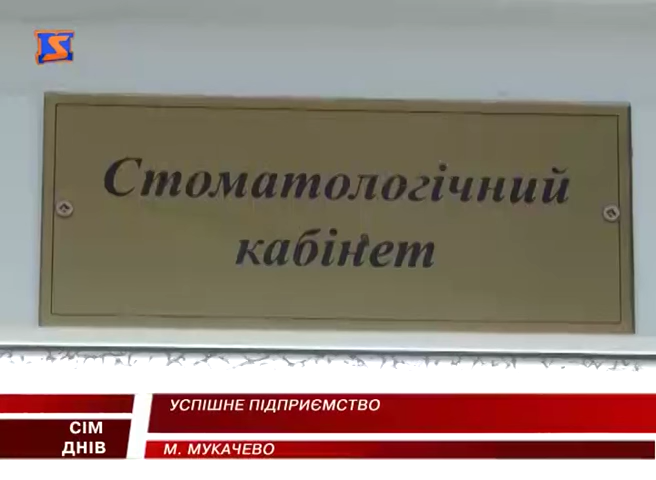 Стоматологічний
кабінет
УСПІШНЕ ПІДПРИЄМСТВО
СІМ
ДНІВ
М. МУКАЧЕВО